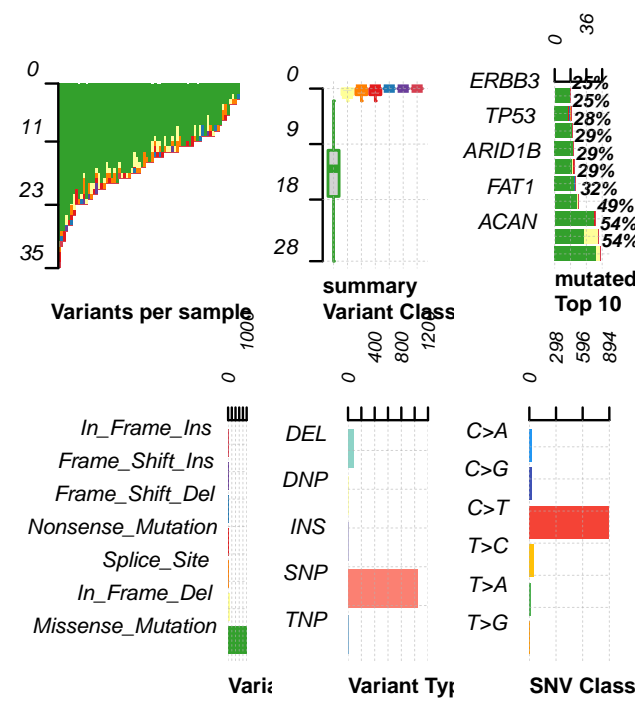 0
11
23
35
Variants per sample
0
9
18
28
summary
Variant Class
0
36
ERBB3
TP53
ARID1B
FAT1
ACAN
25%
25%
28%
29%
29%
29%
32%
49%
54%
54%
mutated
Top 10
0
1000
In_Frame_Ins
Frame_Shift_Ins
Frame_Shift_Del
Nonsense_Mutation
Splice_Site
In_Frame_Del
Missense_Mutation
Varia
0
400
800
1200
DEL
DNP
INS
SNP
TNP
Variant Typ
0
298
596
894
C>A
C>G
C>T
T>C
T>A
T>G
SNV Class